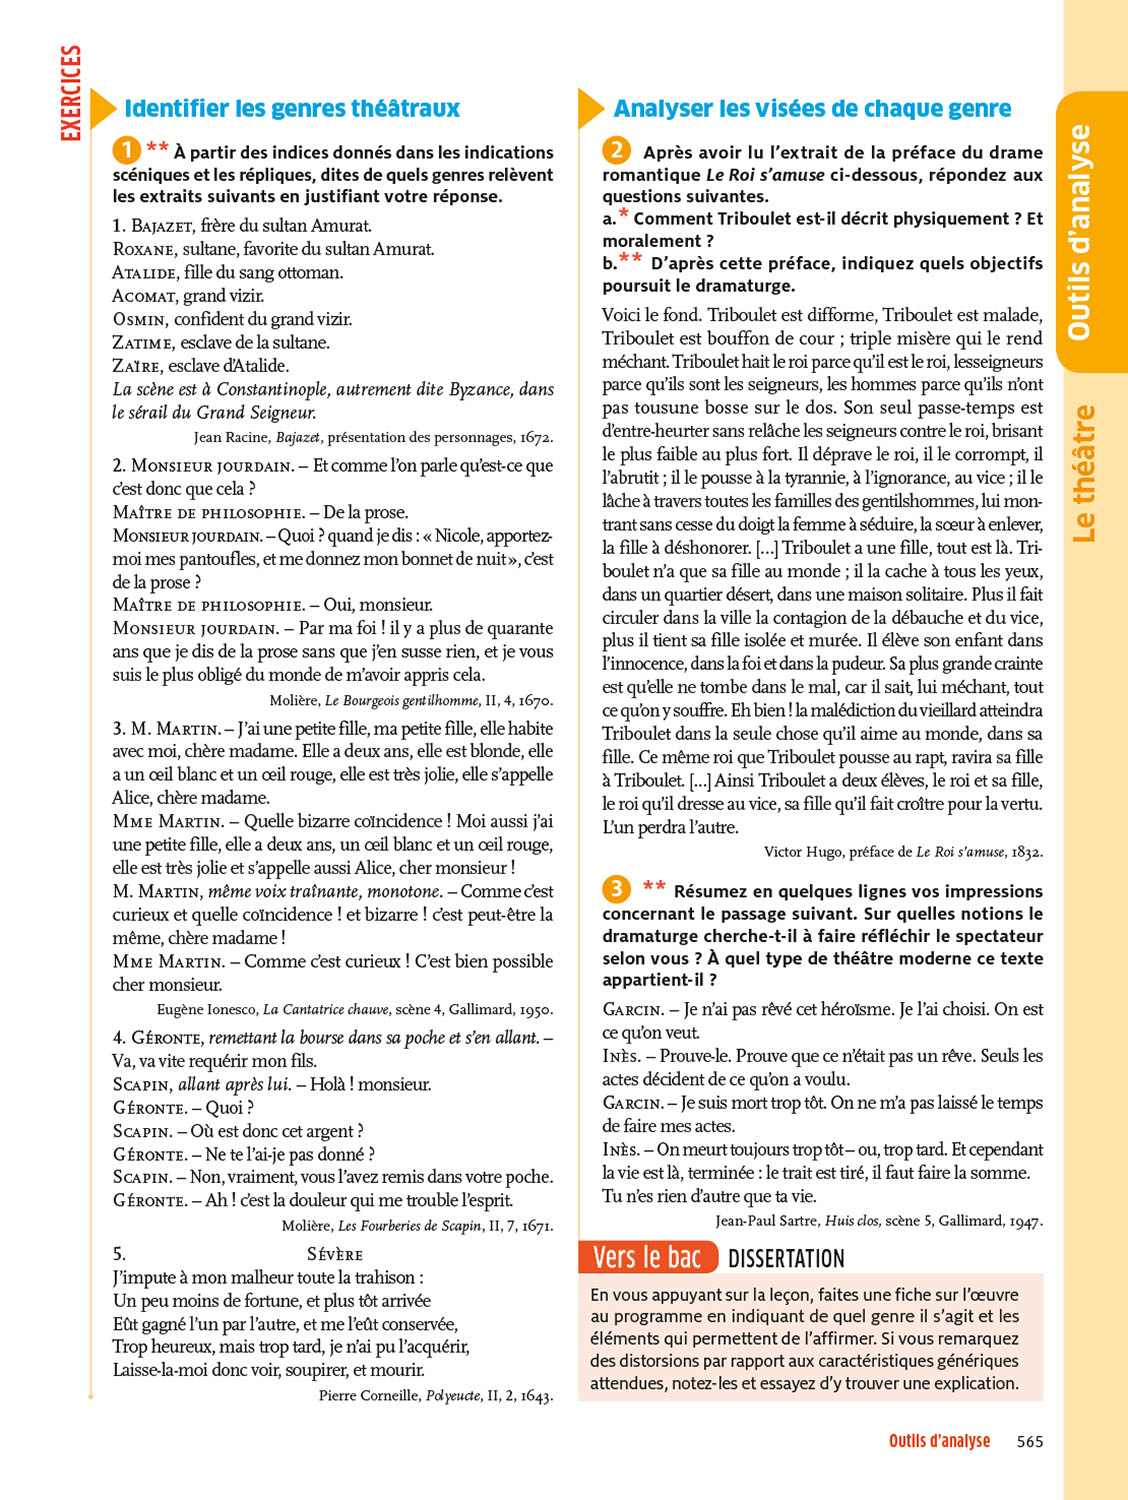 EXERCICES
Identifier les genres théâtraux
1 ** À partir des indices donnés dans les indications
scéniques et les répliques, dites de quels genres relèvent
les extraits suivants en justifiant votre réponse.
1. BAJAZET, frère du sultan Amurat.
ROXANE, sultane, favorite du sultan Amurat.
ATALIDE, fille du sang ottoman.
ACOMAT, grand vizir.
OSMIN, confident du grand vizir.
ZATIME, esclave de la sultane.
ZAÏRE, esclave d'Atalide.
La scène est à Constantinople, autrement dite Byzance, dans
le sérail du Grand Seigneur.
Jean Racine, Bajazet, présentation des personnages, 1672.
2. MONSIEUR JOURDAIN. – Et comme l'on parle qu'est-ce que
c'est donc que cela ?
MAÎTRE DE PHILOSOPHIE. – De la prose.
MONSIEUR JOURDAIN. – Quoi ? quand je dis : « Nicole, apportez-
moi mes pantoufles, et me donnez mon bonnet de nuit », c'est
de la prose ?
MAÎTRE DE PHILOSOPHIE. – Oui, monsieur.
MONSIEUR JOURDAIN. – Par ma foi ! il y a plus de quarante
ans que je dis de la prose sans que j'en susse rien, et je vous
suis le plus obligé du monde de m'avoir appris cela.
Molière, Le Bourgeois gentilhomme, II, 4, 1670.
3. M. MARTIN. – J'ai une petite fille, ma petite fille, elle habite
avec moi, chère madame. Elle a deux ans, elle est blonde, elle
a un œil blanc et un œil rouge, elle est très jolie, elle s'appelle
Alice, chère madame.
MME MARTIN. – Quelle bizarre coïncidence ! Moi aussi j'ai
une petite fille, elle a deux ans, un œil blanc et un œil rouge,
elle est très jolie et s'appelle aussi Alice, cher monsieur !
M. MARTIN, même voix traînante, monotone. – Comme c'est
curieux et quelle coïncidence ! et bizarre ! c'est peut-être la
même, chère madame !
MME MARTIN. – Comme c'est curieux ! C'est bien possible
cher monsieur.
Eugène Ionesco, La Cantatrice chauve, scène 4, Gallimard, 1950.
4. GÉRONTE, remettant la bourse dans sa poche et s'en allant. –
Va, va vite requérir mon fils.
SCAPIN, allant après lui. – Holà ! monsieur.
GÉRONTE. – Quoi ?
SCAPIN. – Où est donc cet argent ?
GÉRONTE. – Ne te l'ai-je pas donné ?
SCAPIN. – Non, vraiment, vous l'avez remis dans votre poche.
GÉRONTE. – Ah ! c'est la douleur qui me trouble l'esprit.
Molière, Les Fourberies de Scapin, II, 7, 1671.
5. SÉVÈRE
J'impute à mon malheur toute la trahison :
Un peu moins de fortune, et plus tôt arrivée
Eût gagné l'un par l'autre, et me l'eût conservée,
Trop heureux, mais trop tard, je n'ai pu l'acquérir,
Laisse-la-moi donc voir, soupirer, et mourir.
Pierre Corneille, Polyeucte, II, 2, 1643.
Analyser les visées de chaque genre
2 Après avoir lu l'extrait de la préface du drame
romantique Le Roi s'amuse ci-dessous, répondez aux
questions suivantes.
a.* Comment Triboulet est-il décrit physiquement ? Et
moralement ?
b.** D'après cette préface, indiquez quels objectifs
poursuit le dramaturge.
Voici le fond. Triboulet est difforme, Triboulet est malade,
Triboulet est bouffon de cour ; triple misère qui le rend
méchant. Triboulet hait le roi parce qu'il est le roi, lesseigneurs
parce qu'ils sont les seigneurs, les hommes parce qu'ils n'ont
pas tousune bosse sur le dos. Son seul passe-temps est
d'entre-heurter sans relâche les seigneurs contre le roi, brisant
le plus faible au plus fort. Il déprave le roi, il le corrompt, il
l'abrutit ; il le pousse à la tyrannie, à l'ignorance, au vice ; il le
lâche à travers toutes les familles des gentilshommes, lui mon-
trant sans cesse du doigt la femme à séduire, la sœur à enlever,
la fille à déshonorer. [...] Triboulet a une fille, tout est là. Tri-
boulet n'a que sa fille au monde ; il la cache à tous les yeux,
dans un quartier désert, dans une maison solitaire. Plus il fait
circuler dans la ville la contagion de la débauche et du vice,
plus il tient sa fille isolée et murée. Il élève son enfant dans
l'innocence, dans la foi et dans la pudeur. Sa plus grande crainte
est qu'elle ne tombe dans le mal, car il sait, lui méchant, tout
ce qu'on y souffre. Eh bien ! la malédiction du vieillard atteindra
Triboulet dans la seule chose qu'il aime au monde, dans sa
fille. Ce même roi que Triboulet pousse au rapt, ravira sa fille
à Triboulet. [...] Ainsi Triboulet a deux élèves, le roi et sa fille,
le roi qu'il dresse au vice, sa fille qu'il fait croître pour la vertu.
L'un perdra l'autre.
Victor Hugo, préface de Le Roi s'amuse, 1832.
3 ** Résumez en quelques lignes vos impressions
concernant le passage suivant. Sur quelles notions le
dramaturge cherche-t-il à faire réfléchir le spectateur
selon vous ? À quel type de théâtre moderne ce texte
appartient-il ?
GARCIN. – Je n'ai pas rêvé cet héroïsme. Je l'ai choisi. On est
ce qu'on veut.
INÈS. – Prouve-le. Prouve que ce n'était pas un rêve. Seuls les
actes décident de ce qu'on a voulu.
GARCIN. – Je suis mort trop tôt. On ne m'a pas laissé le temps
de faire mes actes.
INÈS. – On meurt toujours trop tôt – ou, trop tard. Et cependant
la vie est là, terminée : le trait est tiré, il faut faire la somme.
Tu n'es rien d'autre que ta vie.
Jean-Paul Sartre, Huis clos, scène 5, Gallimard, 1947.
Vers le bac DISSERTATION
En vous appuyant sur la leçon, faites une fiche sur l'œuvre
au programme en indiquant de quel genre il s'agit et les
éléments qui permettent de l'affirmer. Si vous remarquez
des distorsions par rapport aux caractéristiques génériques
attendues, notez-les et essayez d'y trouver une explication.
Outils d'analyse
Le théâtre
Outils d'analyse 565